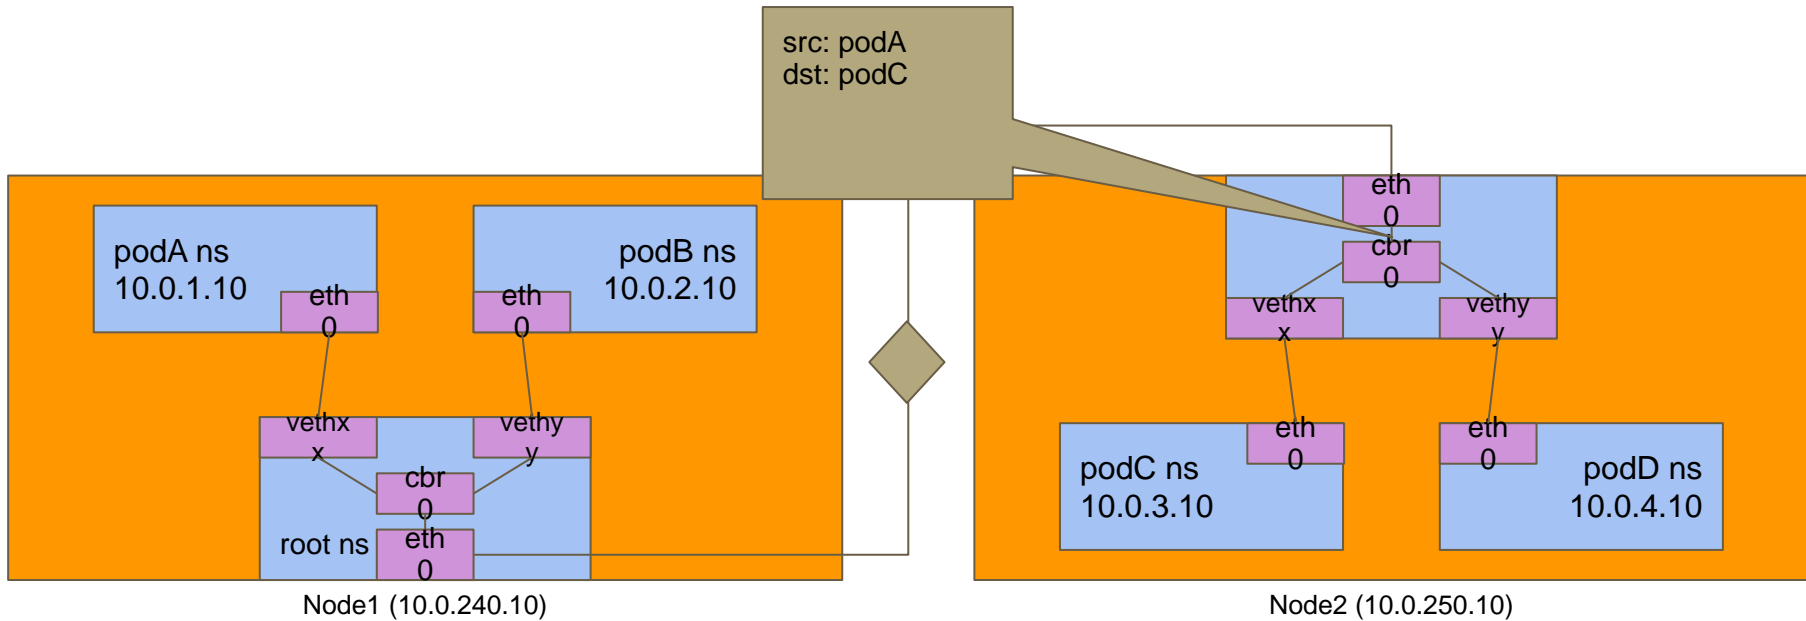 src: podA
dst: podC
podA ns
10.0.1.10
eth
0
podB ns
10.0.2.10
eth
0
vethx
x
vethy
y
cbr
0
root ns
eth
0
Node1 (10.0.240.10)
eth
0
cbr
0
vethx
x
vethy
y
podC ns
10.0.3.10
eth
0
podD ns
10.0.4.10
eth
0
Node2 (10.0.250.10)